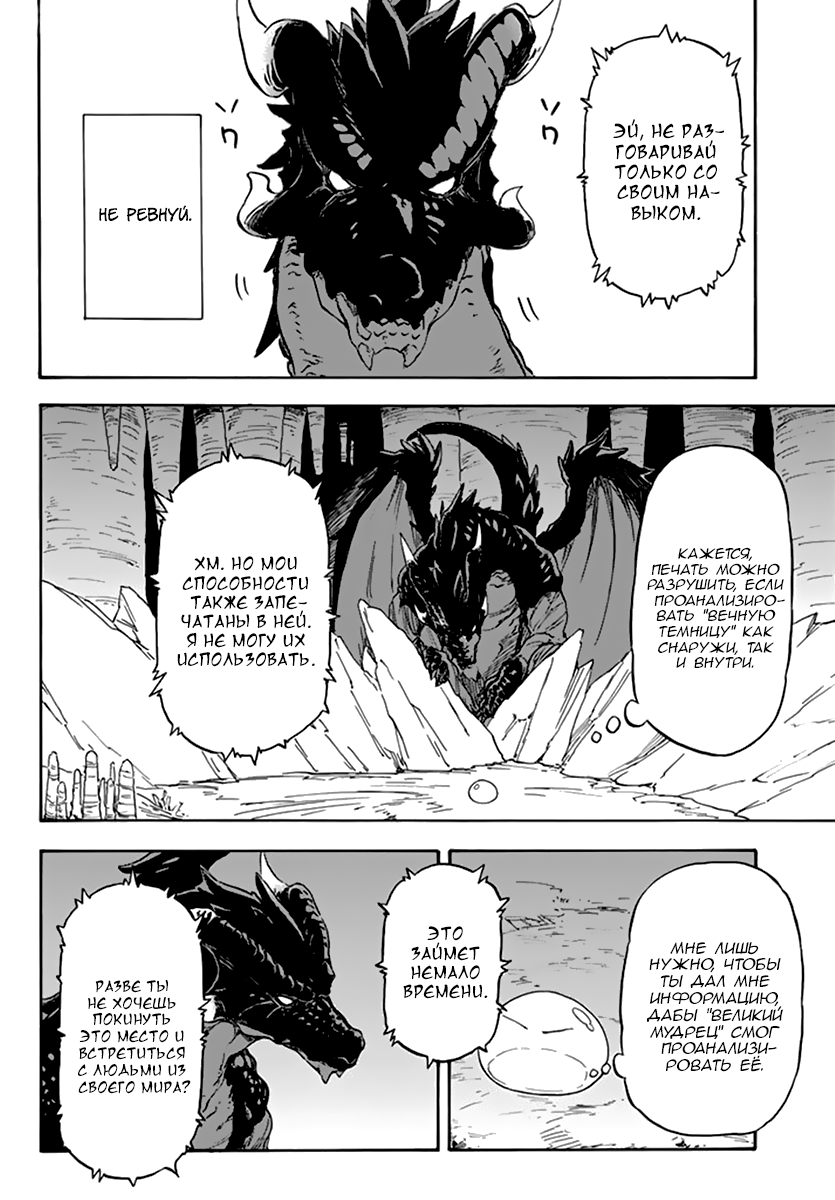 ЭЙ, НЕ РАЗ-
ГОВАРИВАЙ
ТОЛЬКО СО
СВОИМ НА-
ВЫКОМ.
НЕ РЕВНУЙ.
КАЖЕТСЯ,
ПЕЧАТЬ МОЖНО
РАЗРУШИТЬ, ЕСЛИ
ПРОАНАЛИЗИРО-
ВАТЬ "ВЕЧНУЮ
ТЕМНИЦУ" КАК
СНАРУЖИ, ТАК
И ВНУТРИ.
ХМ. НО МОИ
СПОСОБНОСТИ
ТАКЖЕ ЗАПЕ-
ЧАТАНЫ В НЕЙ.
Я НЕ МОГУ ИХ
ИСПОЛЬЗОВАТЬ.
МНЕ ЛИШЬ
НУЖНО, ЧТОБЫ
ТЫ ДАЛ МНЕ
ИНФОРМАЦИЮ,
ДАБЫ "ВЕЛИКИЙ
МУДРЕЦ" СМОГ
ПРОАНАЛИЗИ-
РОВАТЬ ЕЁ.
ЭТО
ЗАЙМЕТ
НЕМАЛО
ВРЕМЕНИ.
РАЗВЕ ТЫ
НЕ ХОЧЕШЬ
ПОКИНУТЬ
ЭТО МЕСТО И
ВСТРЕТИТЬСЯ
С ЛЮДЬМИ ИЗ
СВОЕГО МИРА?